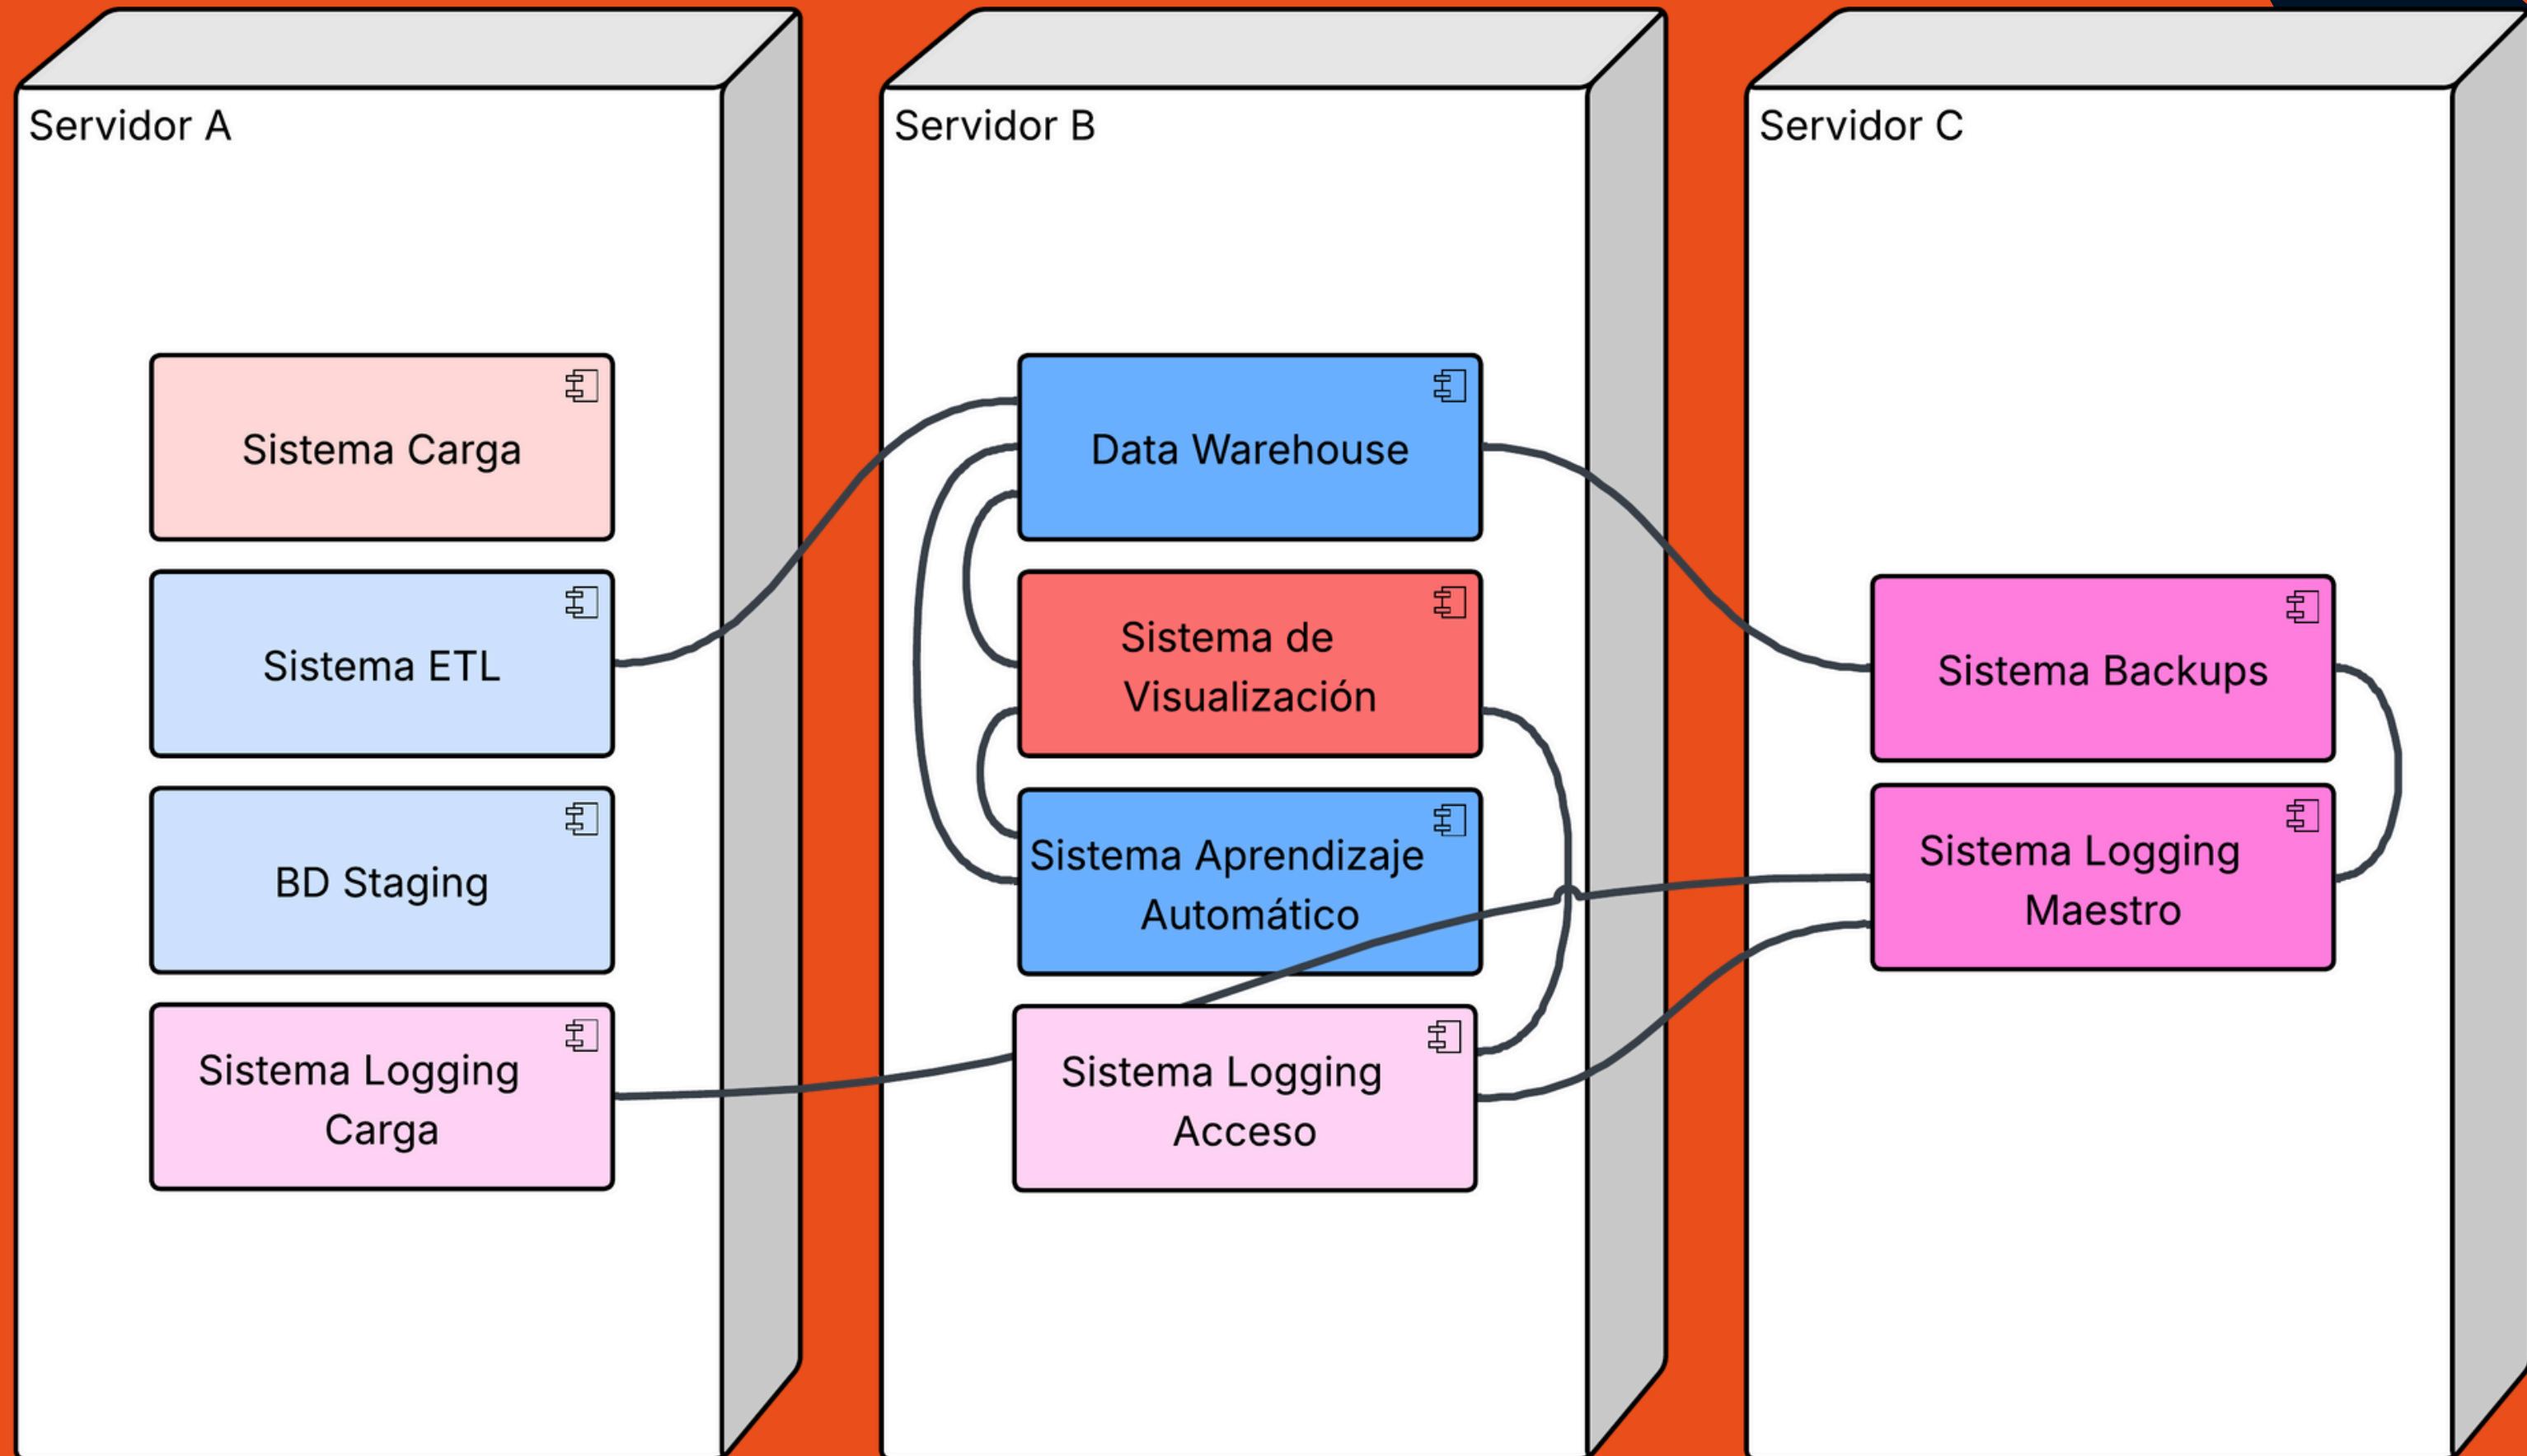 Servidor A
Sistema Carga
Sistema ETL
BD Staging
Sistema Logging
Carga
Servidor B
Data Warehouse
Sistema de
Visualización
Sistema Aprendizaje
Automático
Sistema Logging
Acceso
Servidor C
Sistema Backups
Sistema Logging
Maestro